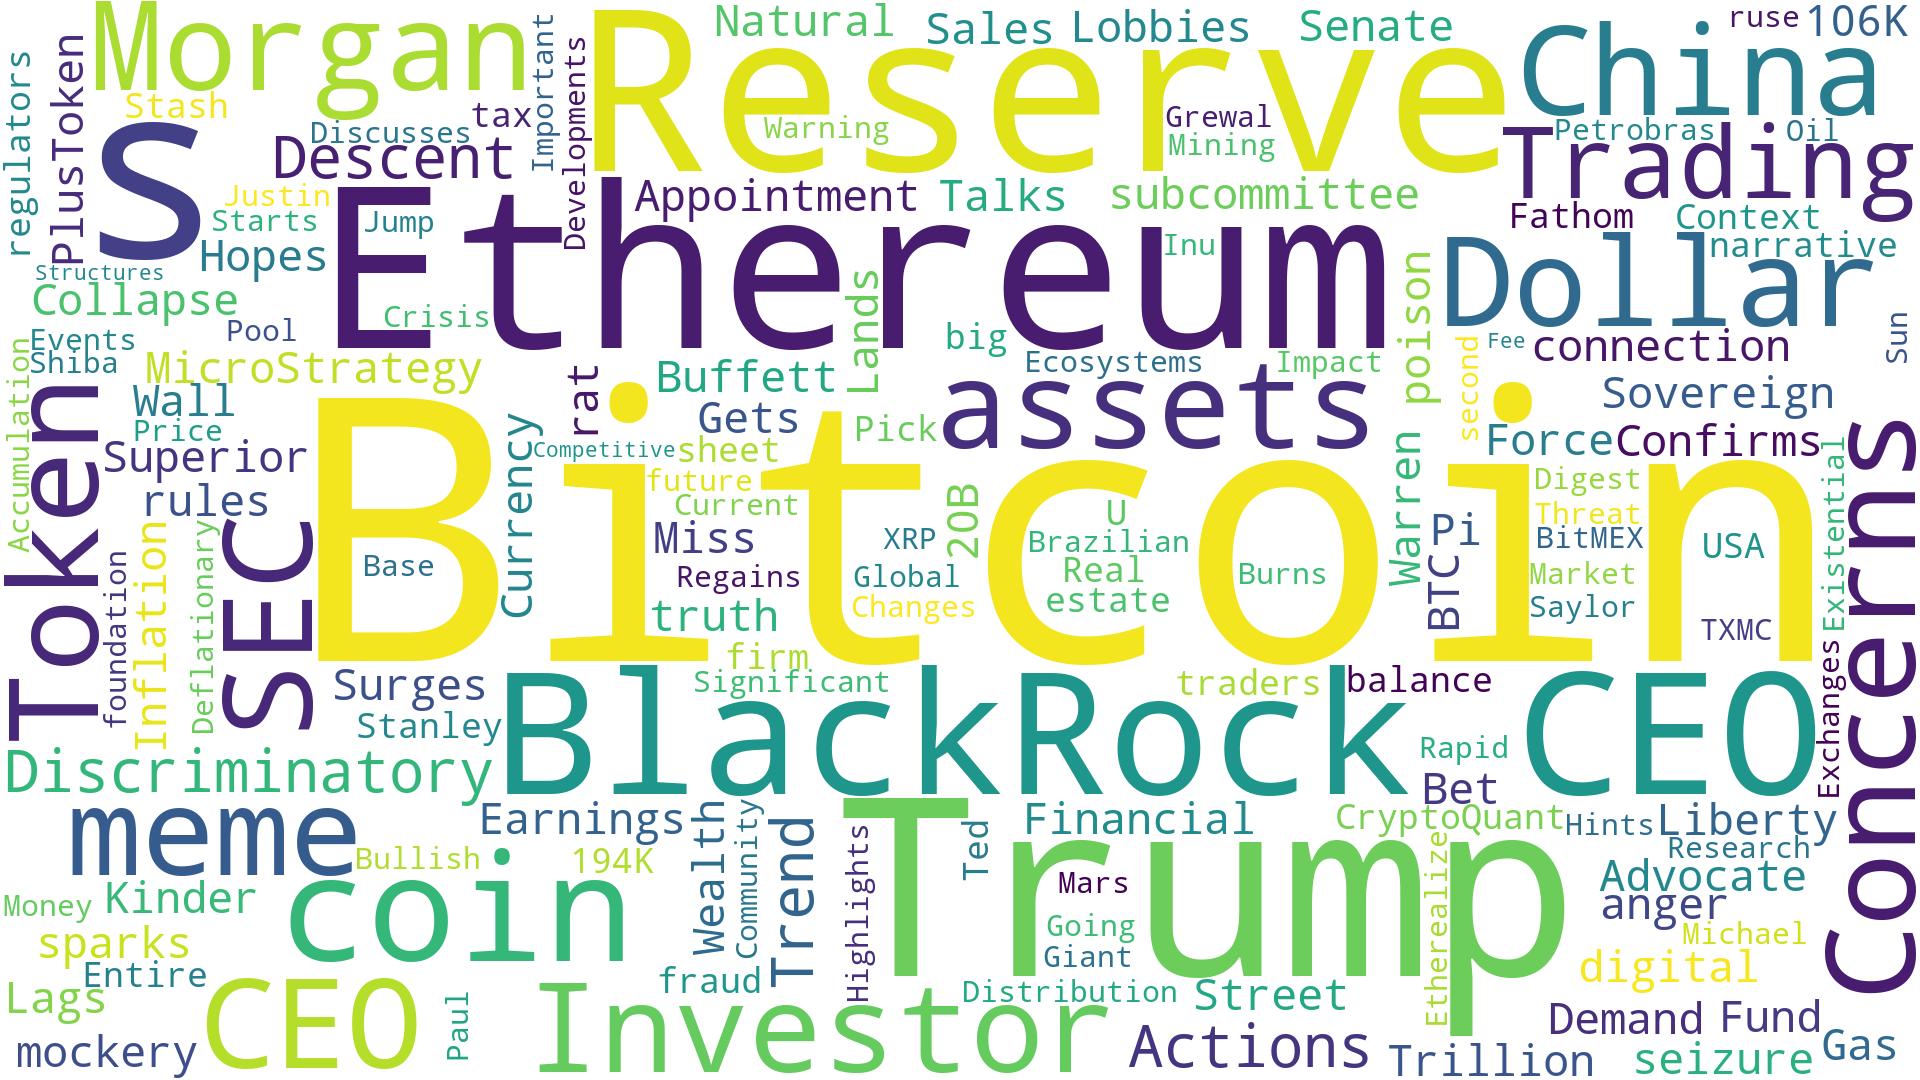 Morgan
Reserve
Natural
Sales
Lobbies
Senate
China
ruse
106K
regulators
PlusToken
Stash
S
Discusses
tax
Important
Developments
Descent
Warning
Grewal
Mining
Trading
Petrobras
Oil
Justin
Starts
Jump
Hopes
Ethereum
Appointment
Talks
subcommittee
Inu
Fathom
Context
narrative
Dollar
Structures
Collapse
Events
Shiba
Pool
Crisis
Lands
big
Ecosystems
Impact
poison
second
Fee
connection
Sun
Accumulation
Token
MicroStrategy
Wall
Price
Superior
rules
rat
Buffett
Gets
Pick
assets
Sovereign
Force
Confirms
Competitive
sheet
future
Current
Currency
Bitcoin
Miss
Regains
truth
firm
XRP
Global
Changes
20B
U
Brazilian
Real
estate
Burns
Warren
Pi
BTC
Digest
Threat
BitMEX
Market
Saylor
USA
TXMC
Existential
Concerns
foundation
Inflation
Deflationary
SEC
Base
Surges
Stanley
BlackRock CEO
Significant
traders
balance
Rapid
Bet
Exchanges
Discriminatory
meme
Earnings
Wealth
Community
Trend
Highlights
Ted
Financial
Trump
CryptoQuant
Hints
Liberty
Research
Advocate
anger
Michael
digital
Bullish
194K
Money
Kinder
coin
sparks
Entire
Lags
CEO
mockery
Paul
Investor
fraud
Mars
Going
Giant
Distribution
Street
Etherealize
Actions
Demand
Fund
Trillion
seizure
Gas